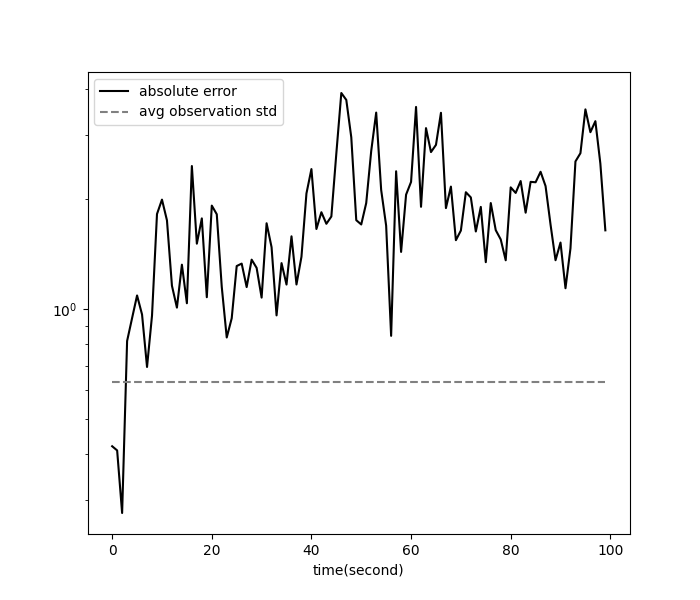 absolute error
avg observation std
10⁰
0 20 40 60 80 100
time(second)